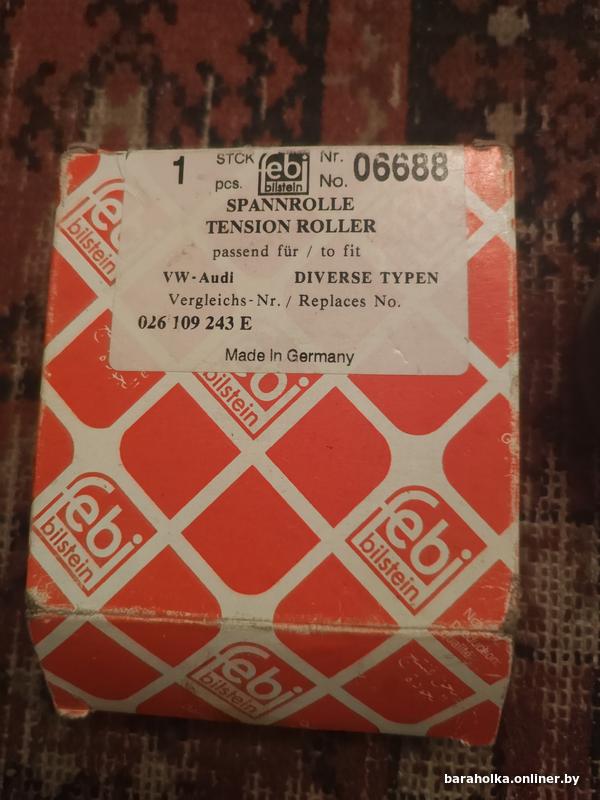 1 STCK pcs. febi bilstein Nr. No. 06688
SPANNROLLE
TENSION ROLLER
passend für / to fit
VW-Audi DIVERSE TYPEN
Vergleichs-Nr. / Replaces No.
026 109 243 E
Made In Germany
febi
bilstein
febi
bilstein
febi
bilstein
febi
bilstein
febi
bilstein
baraholka.onliner.by